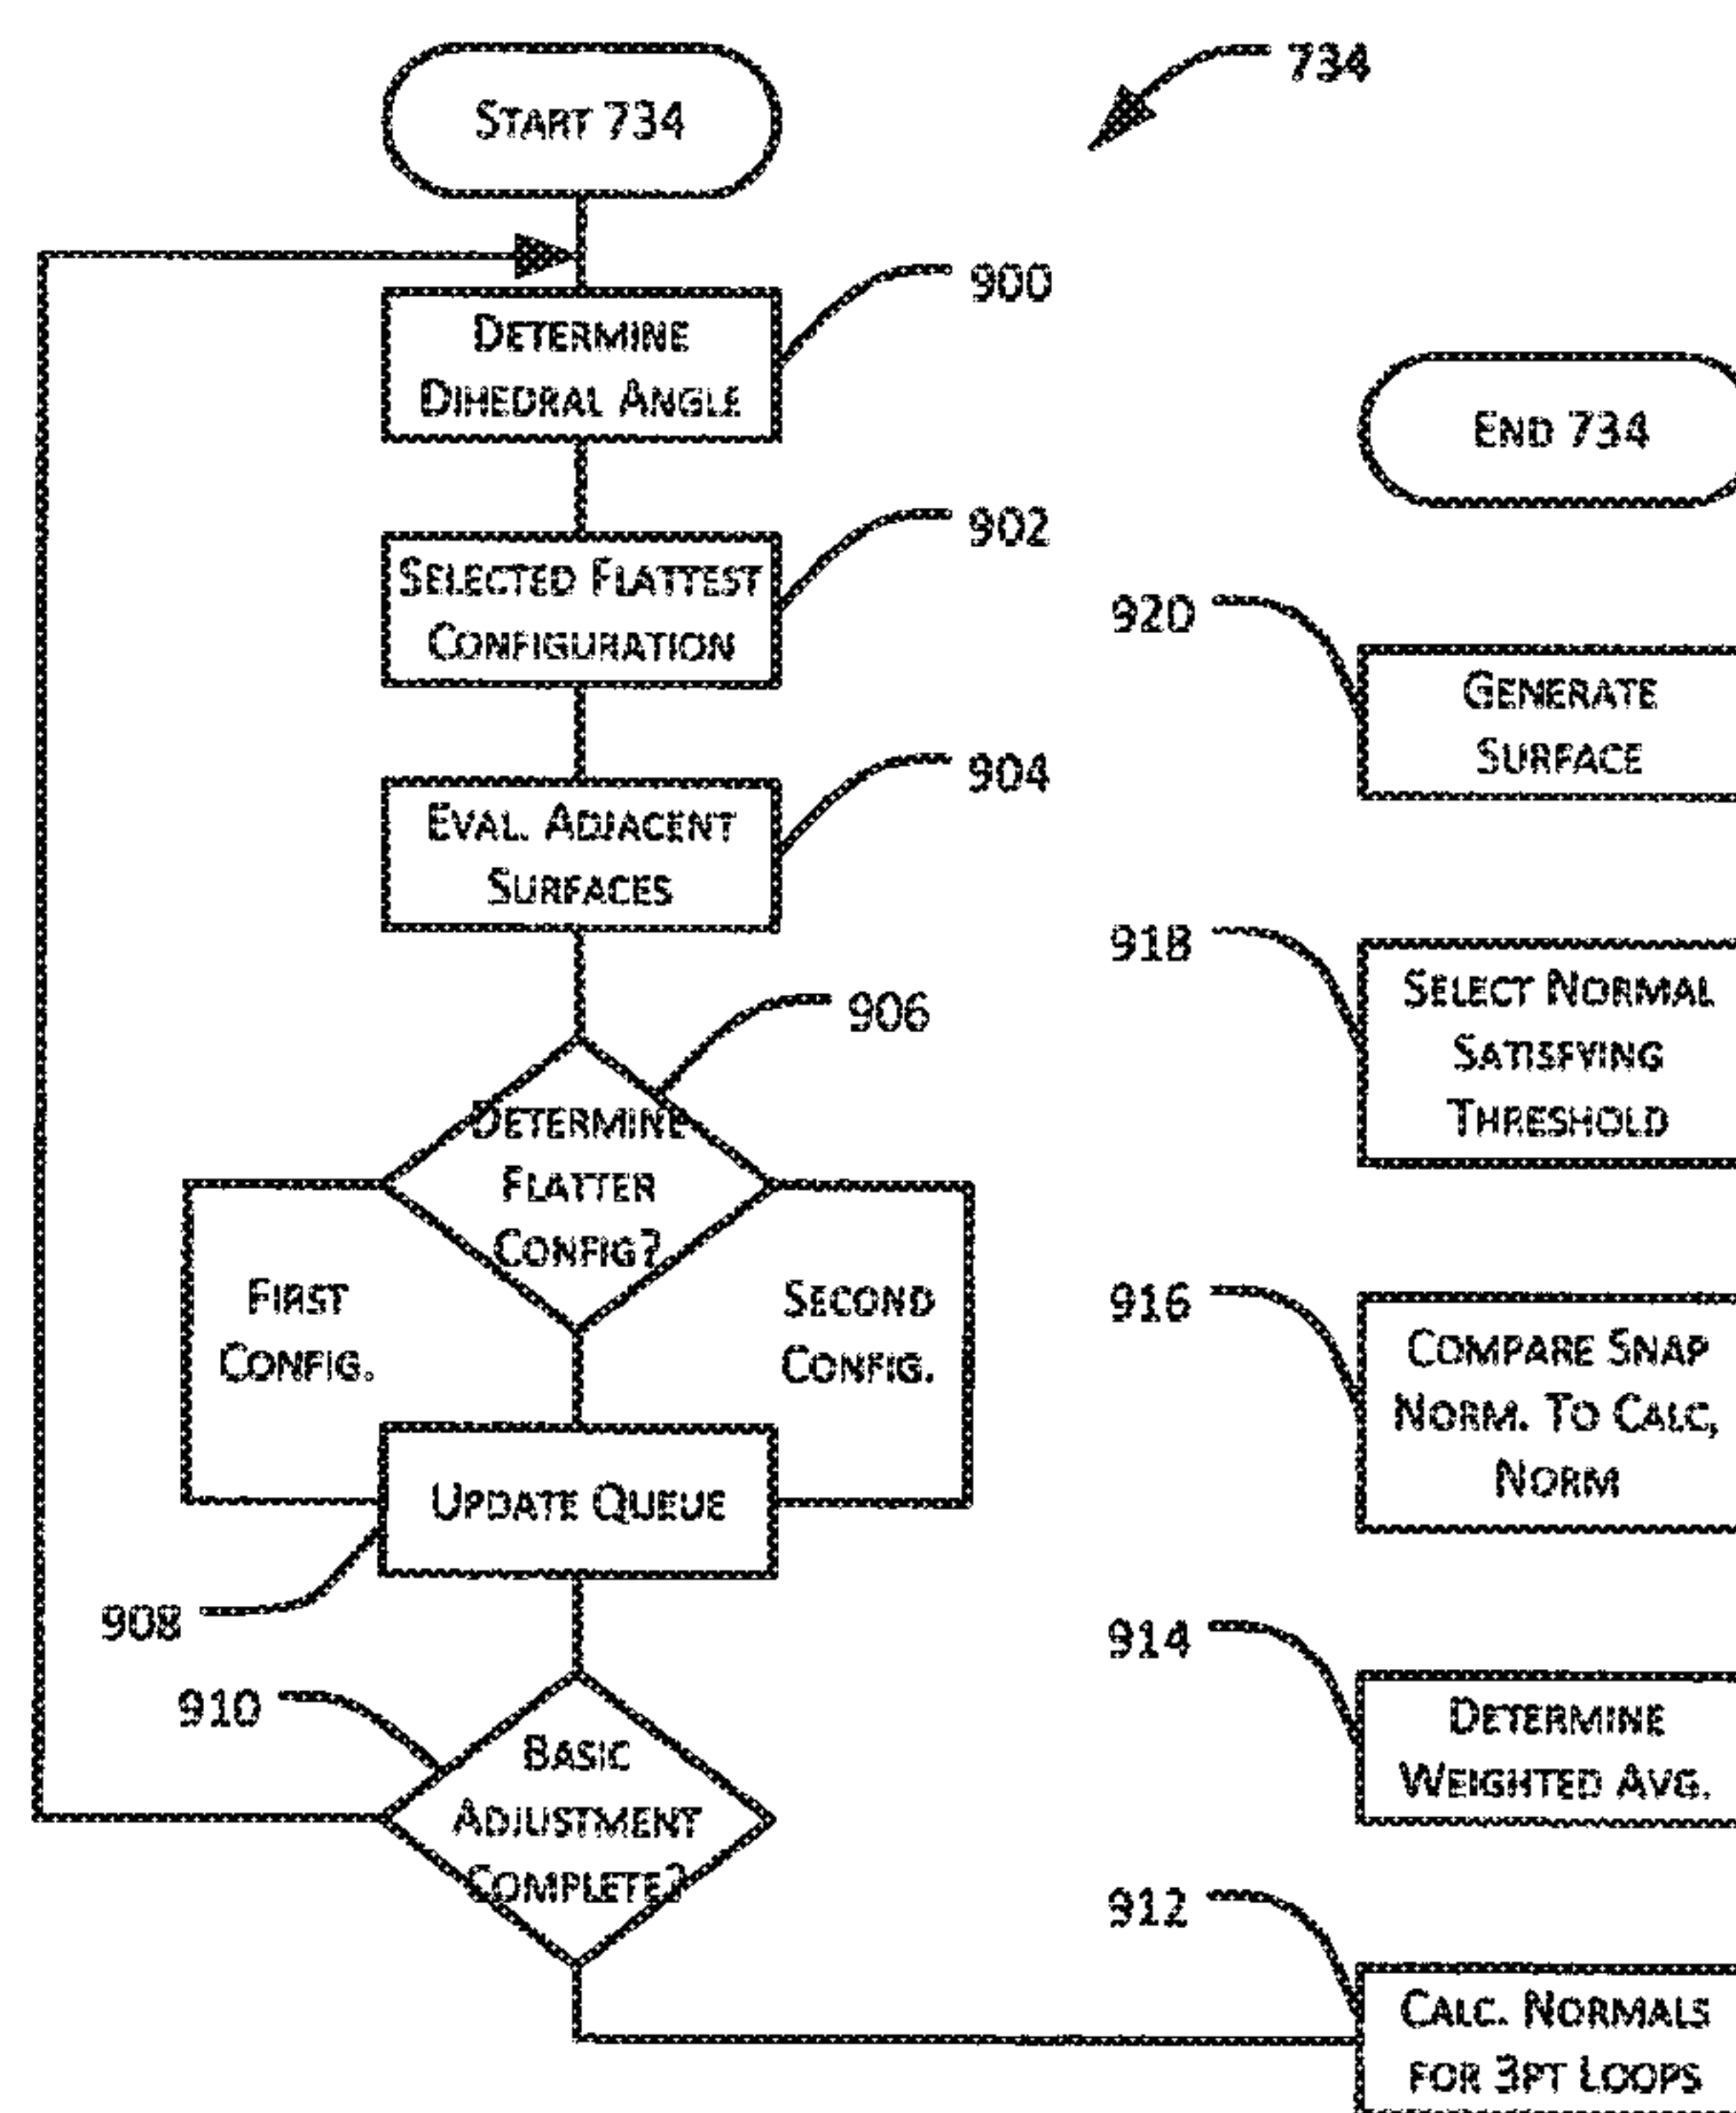 START 734
734
DETERMINE
DIHEDRAL ANGLE
900
SELECTED FLATTEST
CONFIGURATION
902
EVAL. ADJACENT
SURFACES
904
DETERMINE
FLATTER
CONFIG?
906
FIRST
CONFIG.
SECOND
CONFIG.
UPDATE QUEUE
908
910
BASIC
ADJUSTMENT
COMPLETE?
END 734
920
GENERATE
SURFACE
918
SELECT NORMAL
SATISFYING
THRESHOLD
916
COMPARE SNAP
NORM. TO CALC,
NORM
914
DETERMINE
WEIGHTED AVG.
912
CALC. NORMALS
FOR 3PT LOOPS